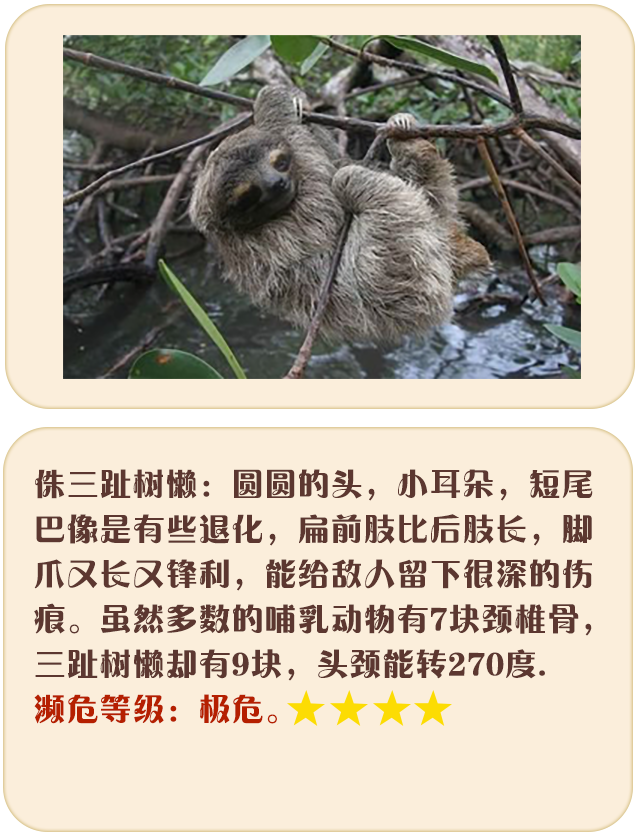 侏三趾树懒：圆圆的头，小耳朵，短尾
巴像是有些退化，扁前肢比后肢长，脚
爪又长又锋利，能给敌人留下很深的伤
痕。虽然多数的哺乳动物有7块颈椎骨，
三趾树懒却有9块，头颈能转270度.
濒危等级：极危。★★★★